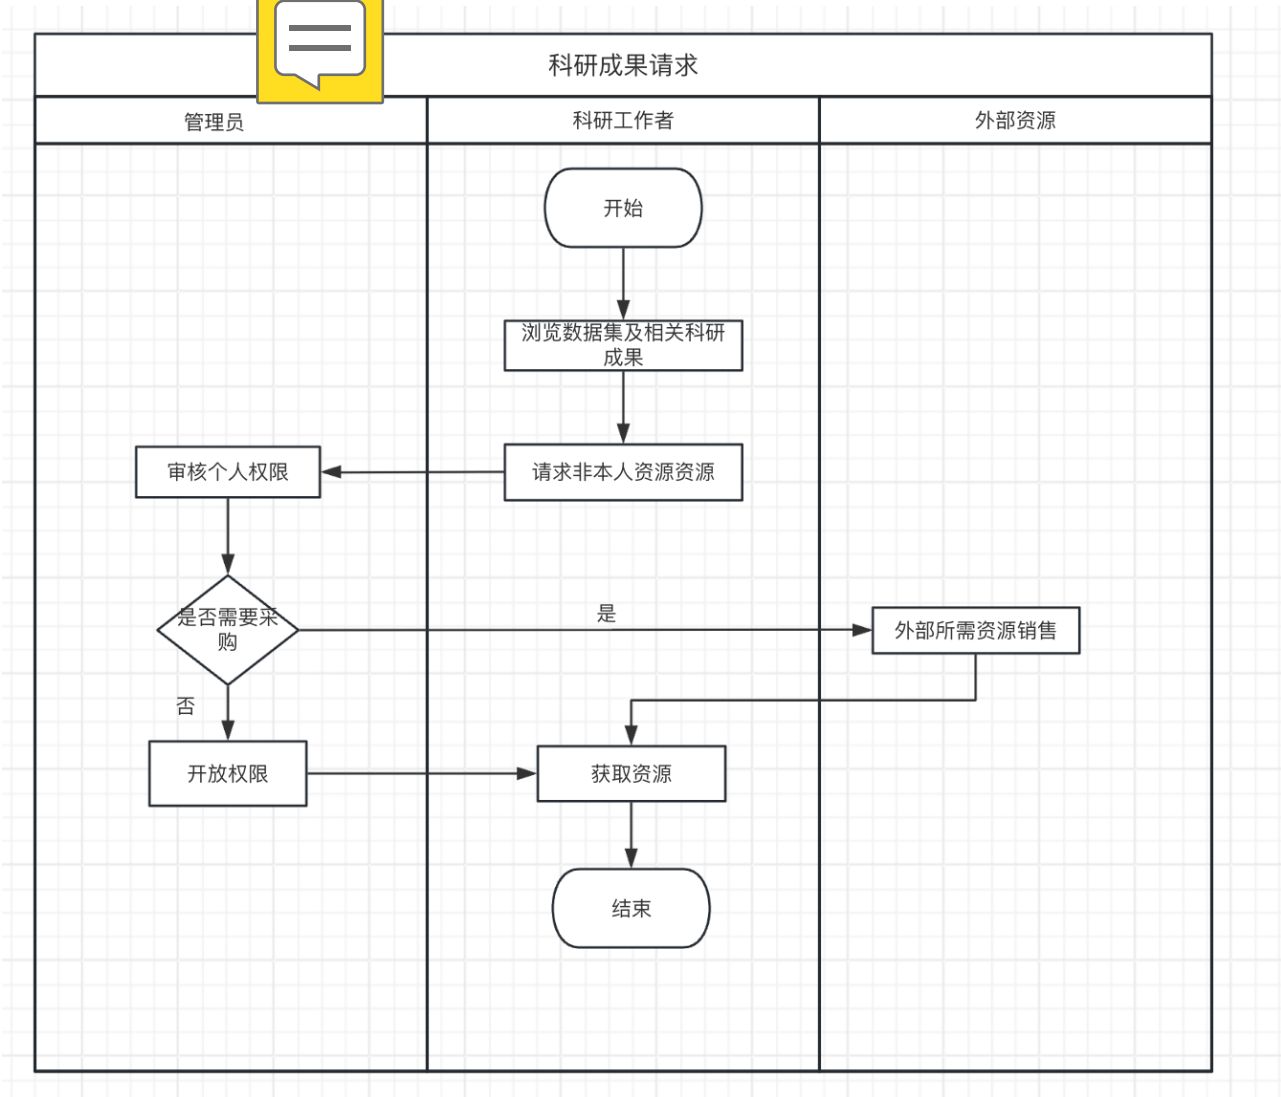 科研成果请求
管理员
科研工作者
外部资源
开始
浏览数据集及相关科研
成果
审核个人权限
请求非本人资源资源
是否需要采
购
是
外部所需资源销售
否
开放权限
获取资源
结束